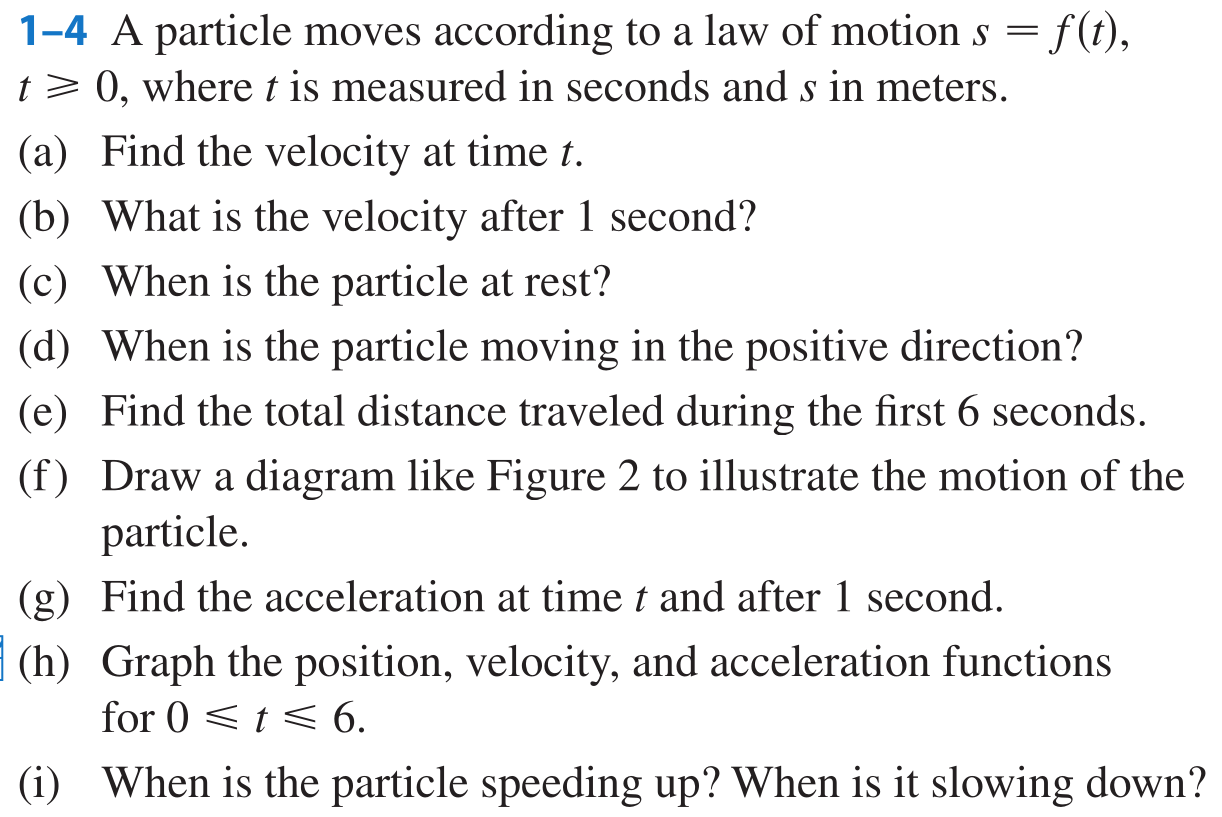 1–4 A particle moves according to a law of motion s = f(t),
t ⩾ 0, where t is measured in seconds and s in meters.
(a) Find the velocity at time t.
(b) What is the velocity after 1 second?
(c) When is the particle at rest?
(d) When is the particle moving in the positive direction?
(e) Find the total distance traveled during the first 6 seconds.
(f) Draw a diagram like Figure 2 to illustrate the motion of the
particle.
(g) Find the acceleration at time t and after 1 second.
(h) Graph the position, velocity, and acceleration functions
for 0 ⩽ t ⩽ 6.
(i) When is the particle speeding up? When is it slowing down?